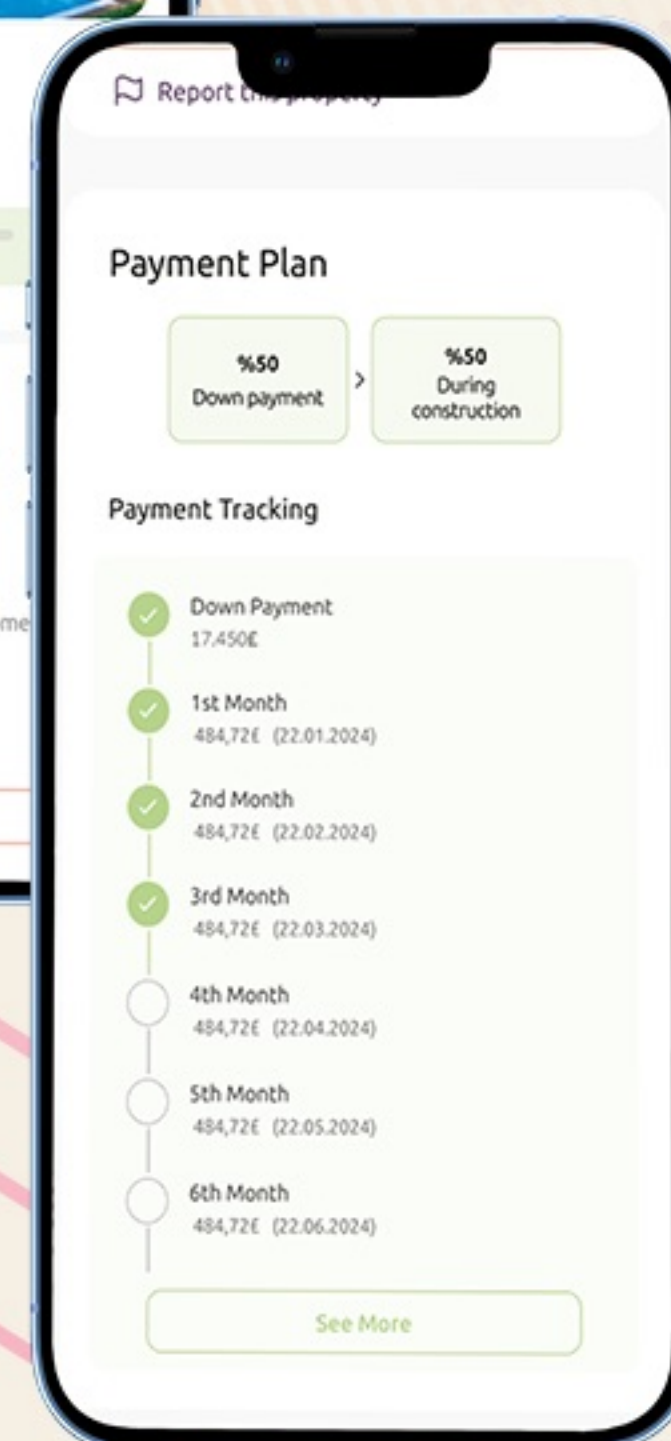 Report this property
Payment Plan
%50
Down payment
%50
During
construction
Payment Tracking
Down Payment
17.450£
1st Month
484,72£ (22.01.2024)
2nd Month
484,72£ (22.02.2024)
3rd Month
484,72£ (22.03.2024)
4th Month
484,72£ (22.04.2024)
5th Month
484,72£ (22.05.2024)
6th Month
484,72£ (22.06.2024)
See More